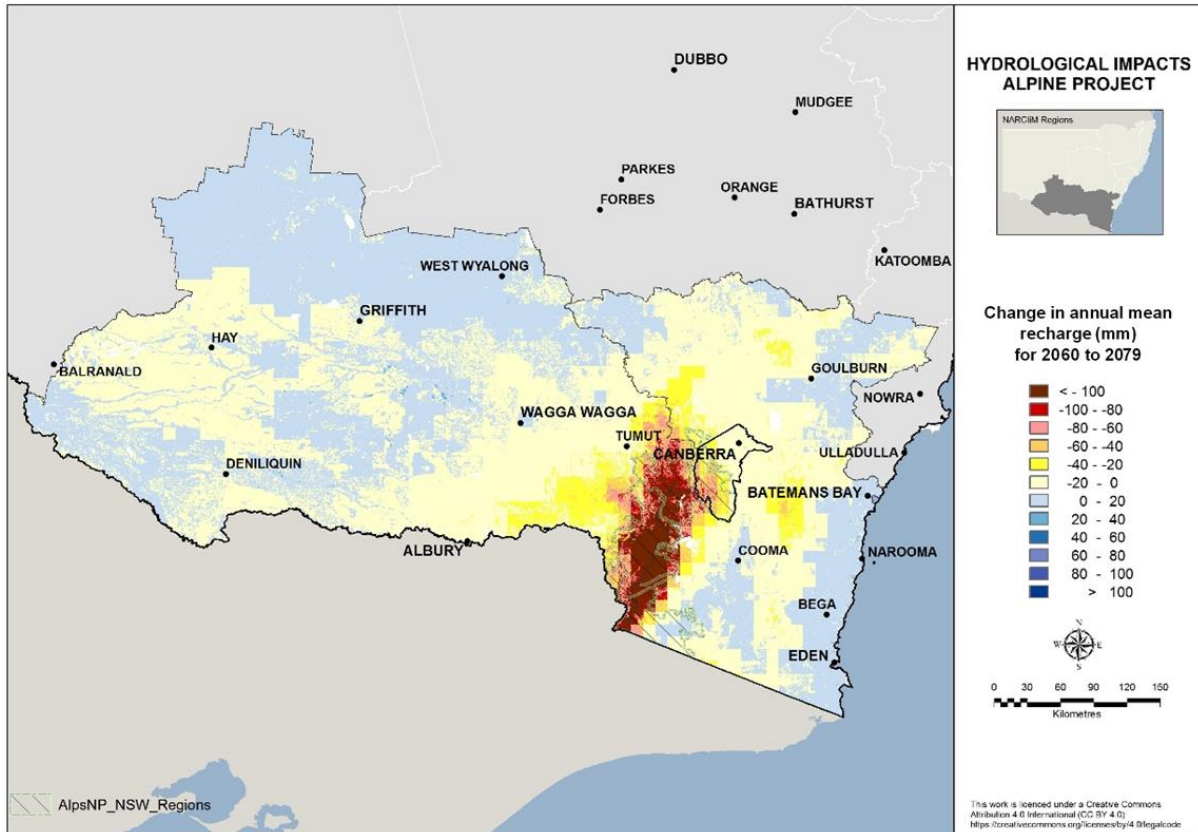 DUBBO
MUDGEE
PARKES
FORBES
ORANGE
BATHURST
KATOOMBA
WEST WYALONG
GRIFFITH
HAY
BALRANALD
GOULBURN
NOWRA
WAGGA WAGGA
TUMUT
CANBERRA
ULLADULLA
DENILIQUIN
BATEMANS BAY
ALBURY
COOMA
NAROOMA
BEGA
EDEN
AlpsNP_NSW_Regions
HYDROLOGICAL IMPACTS
ALPINE PROJECT
NARCliM Regions
Change in annual mean
recharge (mm)
for 2060 to 2079
< - 100
-100 - -80
-80 - -60
-60 - -40
-40 - -20
-20 - 0
0 - 20
20 - 40
40 - 60
60 - 80
80 - 100
> 100
N
W E
S
0 30 60 90 120 150
Kilometres
This work is licenced under a Creative Commons
Attribution 4.0 International (CC BY 4.0)
https://creativecommons.org/licenses/by/4.0/legalcode